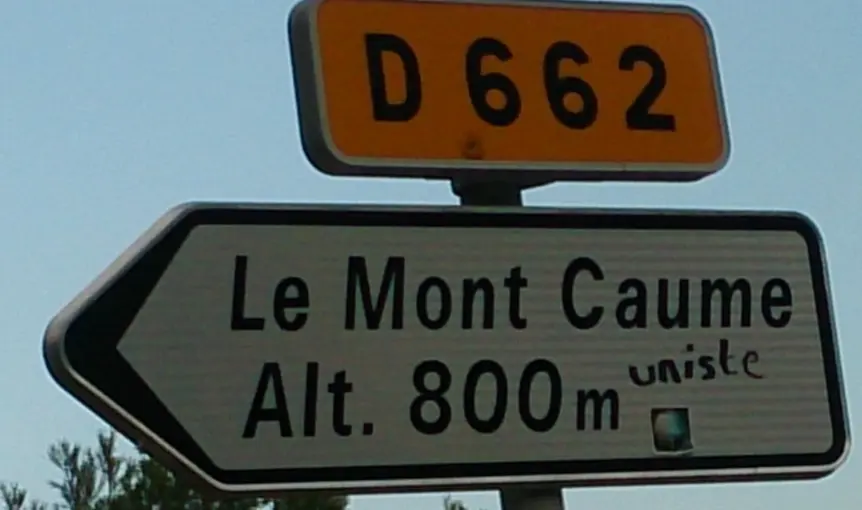 D 662
Le Mont Caume
uniste
Alt. 800m